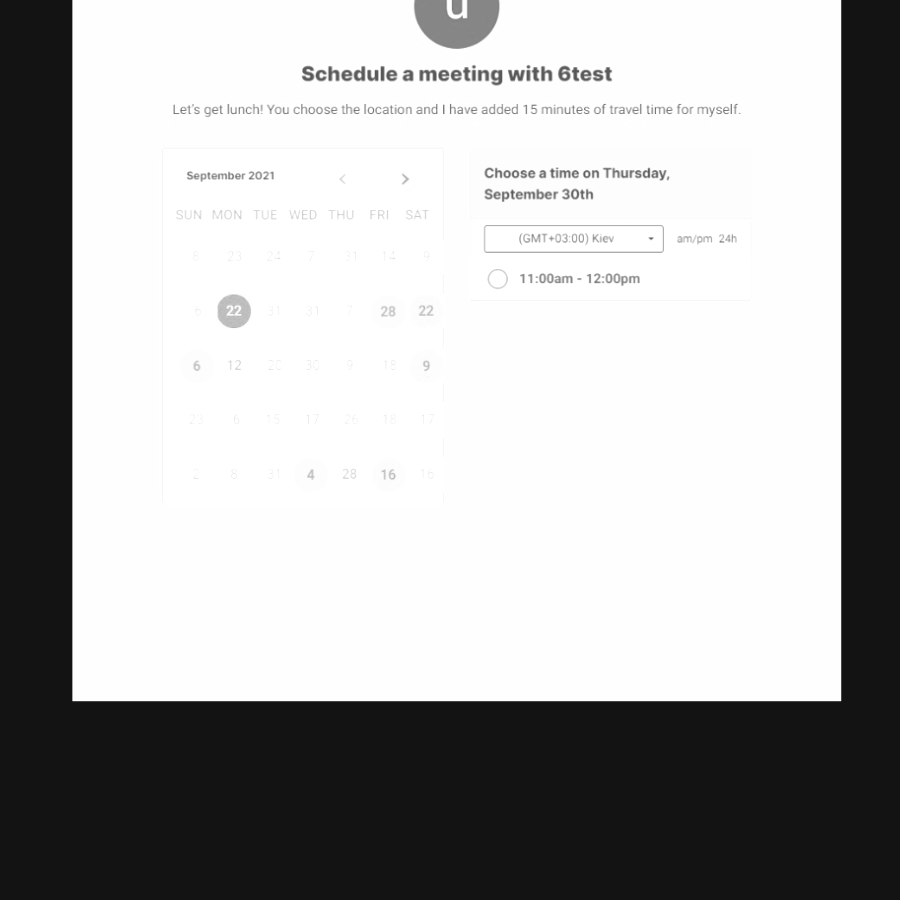 u
Schedule a meeting with 6test
Let's get lunch! You choose the location and I have added 15 minutes of travel time for myself.
September 2021
SUN MON TUE WED THU FRI SAT
6 23 24 7 31 14 9
6 22 31 31 7 28 22
6 12 20 30 9 18 9
23 6 15 17 26 18 17
2 8 31 4 28 16 16
Choose a time on Thursday,
September 30th
(GMT+03:00) Kiev am/pm 24h
11:00am - 12:00pm